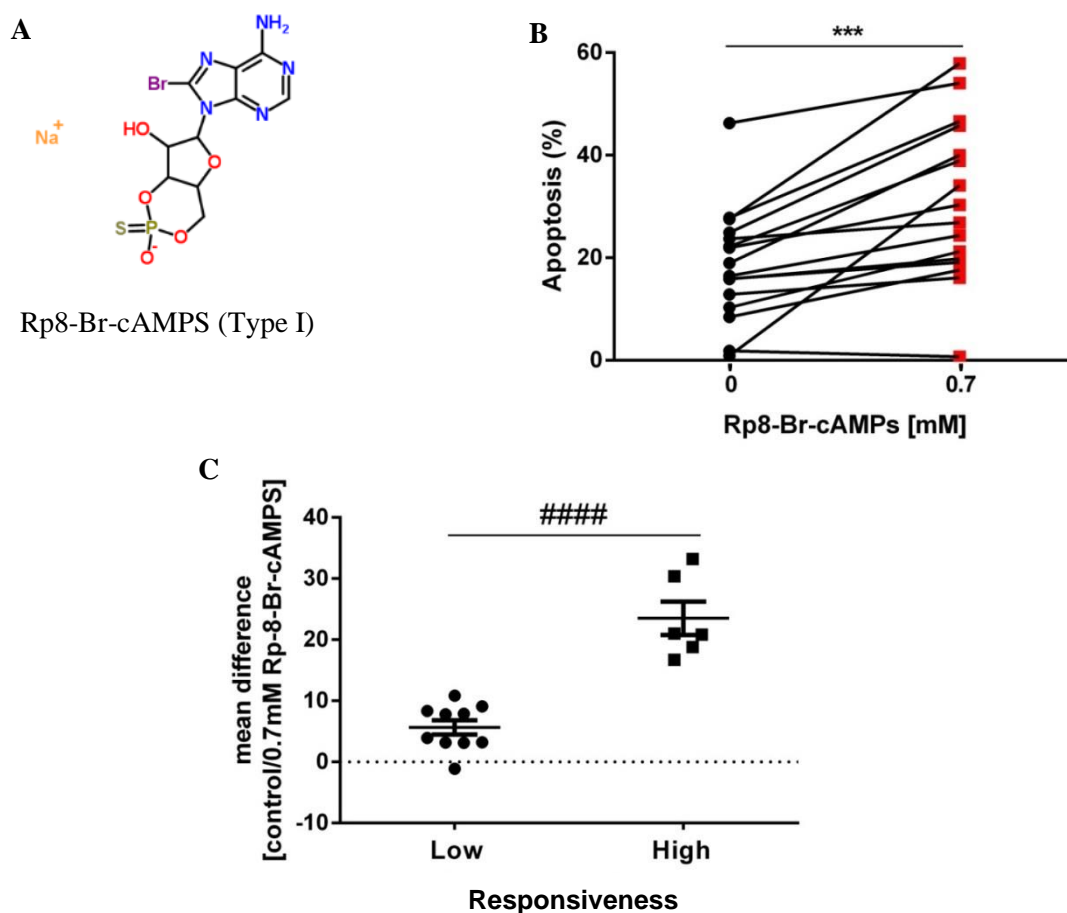 A
NH₂
N
N
Br
N
N
HO
Na⁺
O
O
S
P
O
O⁻
Rp8-Br-cAMPS (Type I)
B
***
60
40
20
0
Apoptosis (%)
0
0.7
Rp8-Br-cAMPs [mM]
C
####
40
30
20
10
0
-10
mean difference
[control/0.7mM Rp-8-Br-cAMPS]
Low
High
Responsiveness